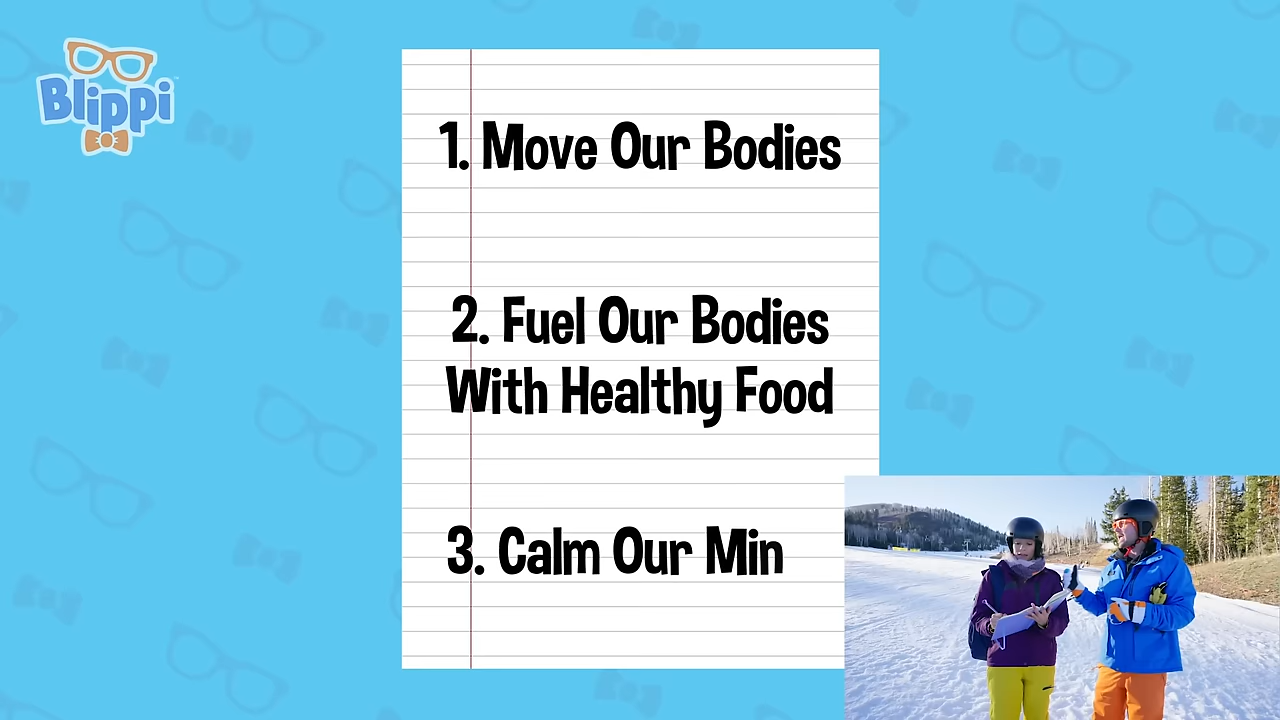 Blippi
1. Move Our Bodies
2. Fuel Our Bodies
With Healthy Food
3. Calm Our Min